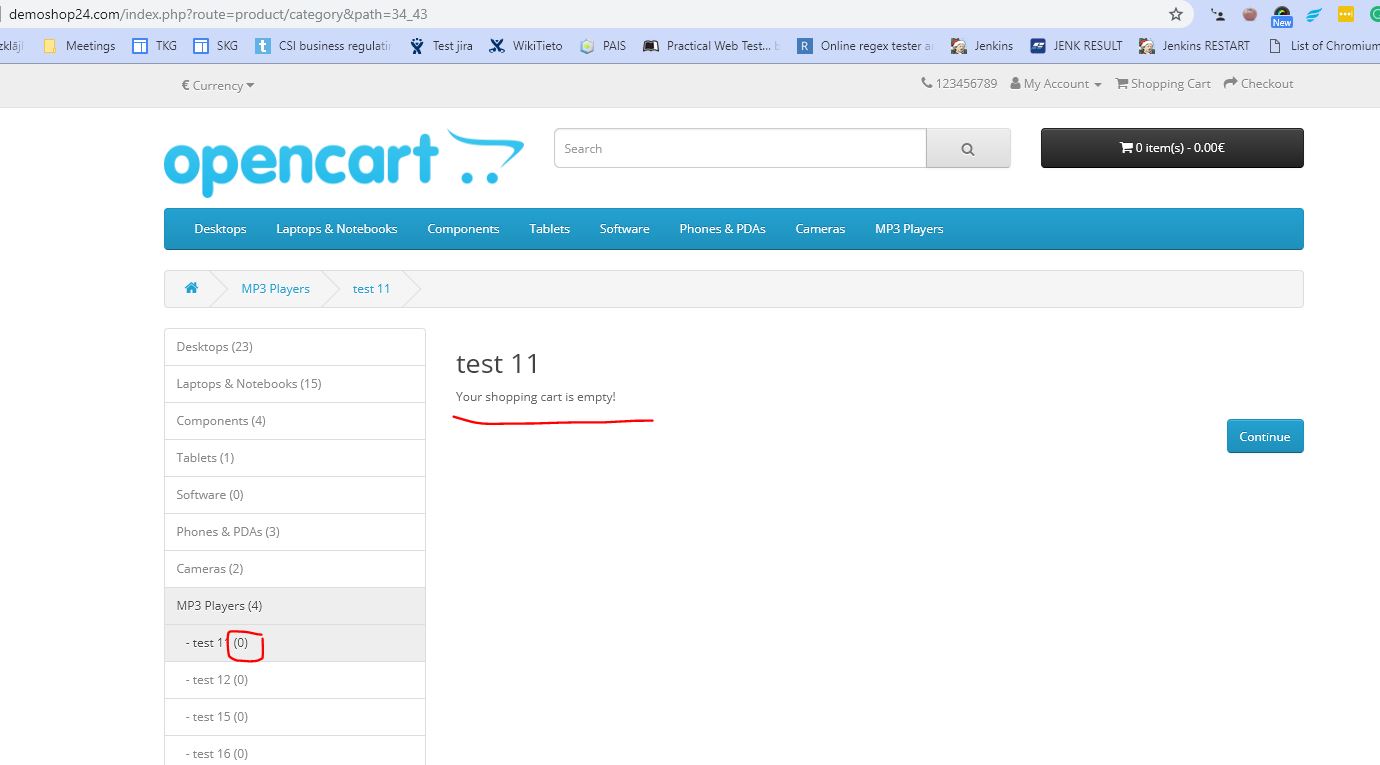 demoshop24.com/index.php?route=product/category&path=34_43
New
Meetings TKG SKG CSI business regulati Test jira WikiTieto PAIS Practical Web Test... Online regex tester Jenkins JENK RESULT Jenkins RESTART List of Chromium
€ Currency 123456789 My Account Shopping Cart Checkout
opencart Search 0 item(s) - 0.00€
Desktops Laptops & Notebooks Components Tablets Software Phones & PDAs Cameras MP3 Players
MP3 Players test 11
Desktops (23)
Laptops & Notebooks (15)
Components (4)
Tablets (1)
Software (0)
Phones & PDAs (3)
Cameras (2)
MP3 Players (4)
- test 11 (0)
- test 12 (0)
- test 15 (0)
- test 16 (0)
test 11
Your shopping cart is empty!
Continue